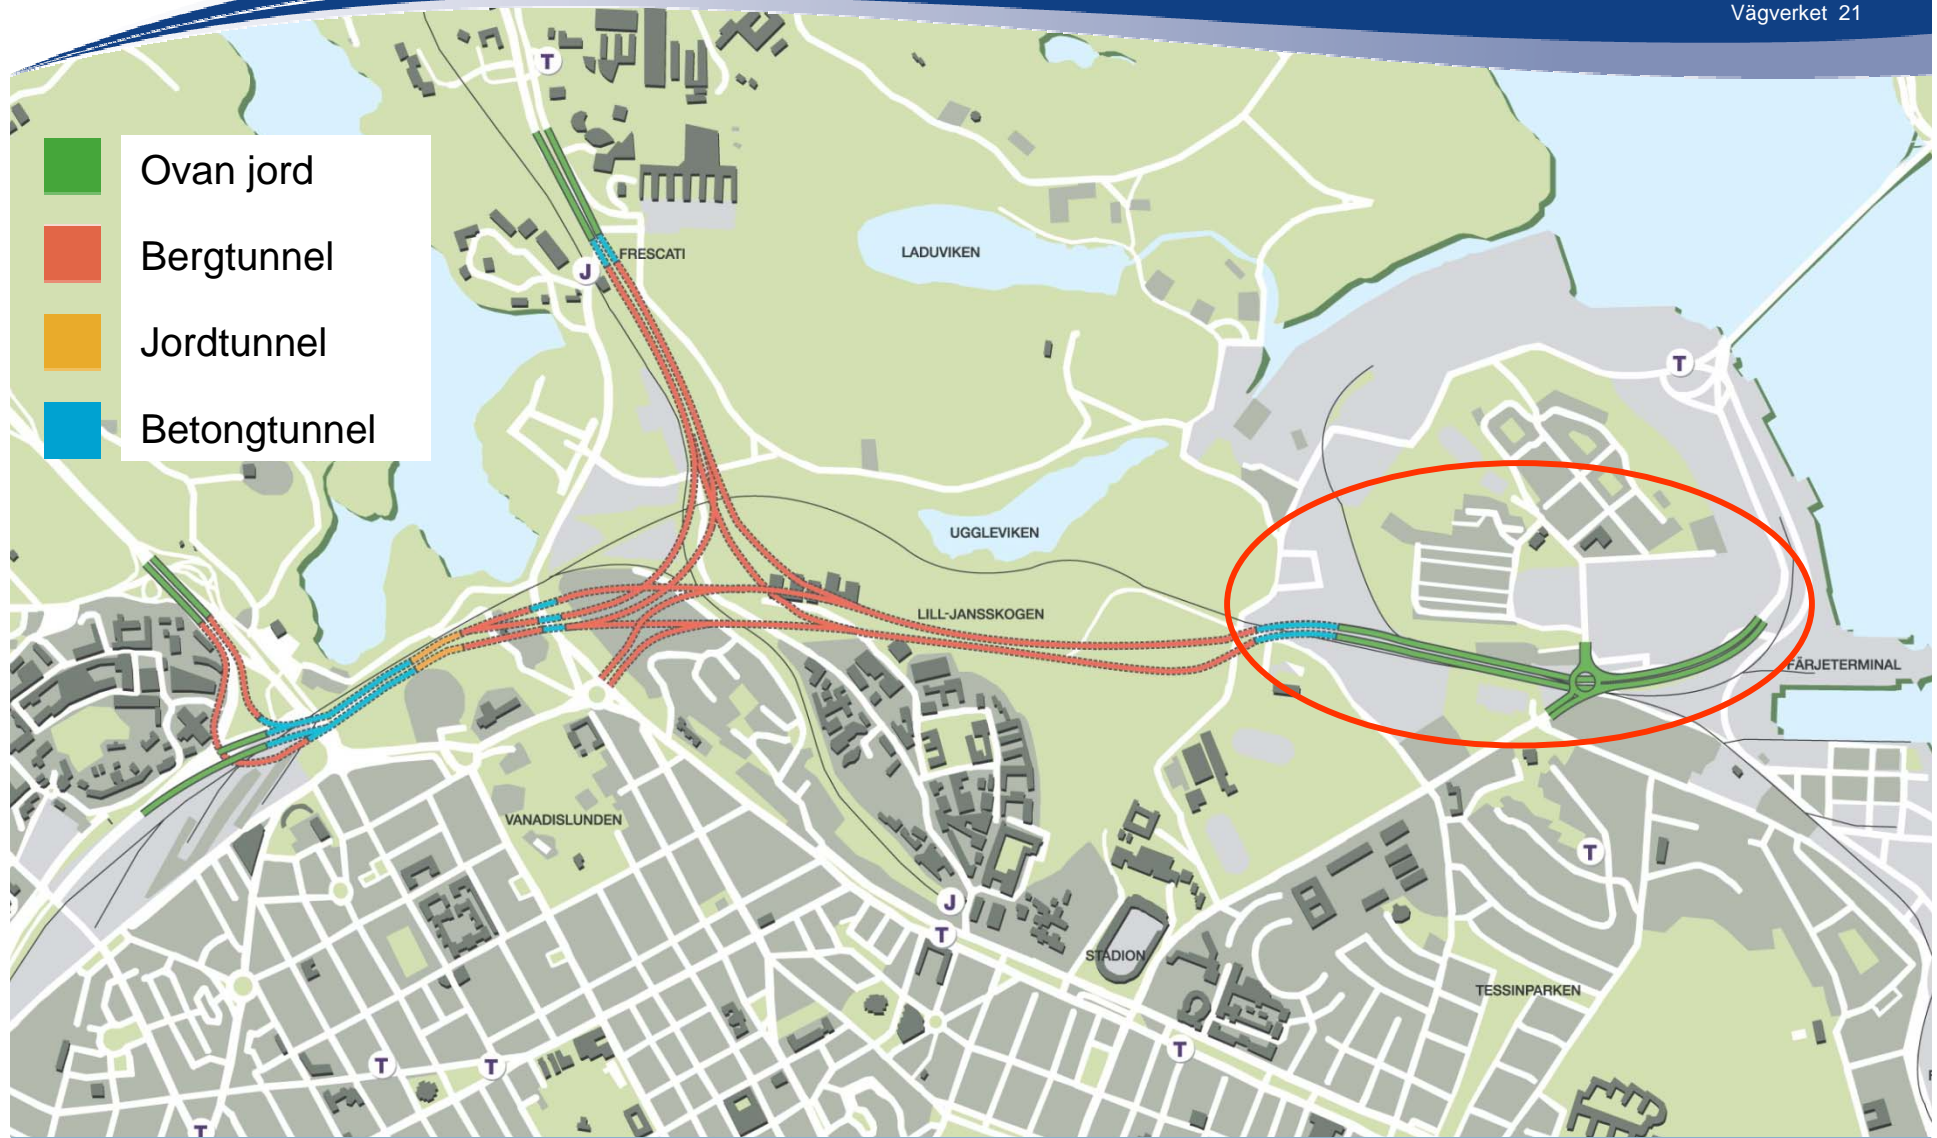 Vägverket 21
T
Ovan jord
Bergtunnel
Jordtunnel
Betongtunnel
FRESCATI
J
LADUVIKEN
T
UGGLEVIKEN
LILL-JANSSKOGEN
FÄRJETERMINAL
VANADISLUNDEN
T
J
T
STADION
TESSINPARKEN
T
T
T
T